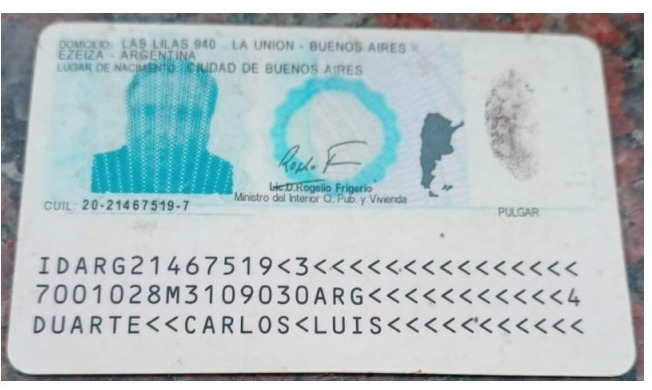 DOMICILIO: LAS LILAS 940 - LA UNION - BUENOS AIRES -
EZEIZA - ARGENTINA
LUGAR DE NACIMIENTO: CIUDAD DE BUENOS AIRES
Lic.D.Rogelio Frigerio
Ministro del Interior O. Pub. y Vivienda
CUIL: 20-21467519-7
PULGAR
IDARG21467519<3<<<<<<<<<<<<<<<
7001028M3109030ARG<<<<<<<<<<<4
DUARTE<<CARLOS<LUIS<<<<<<<<<<<